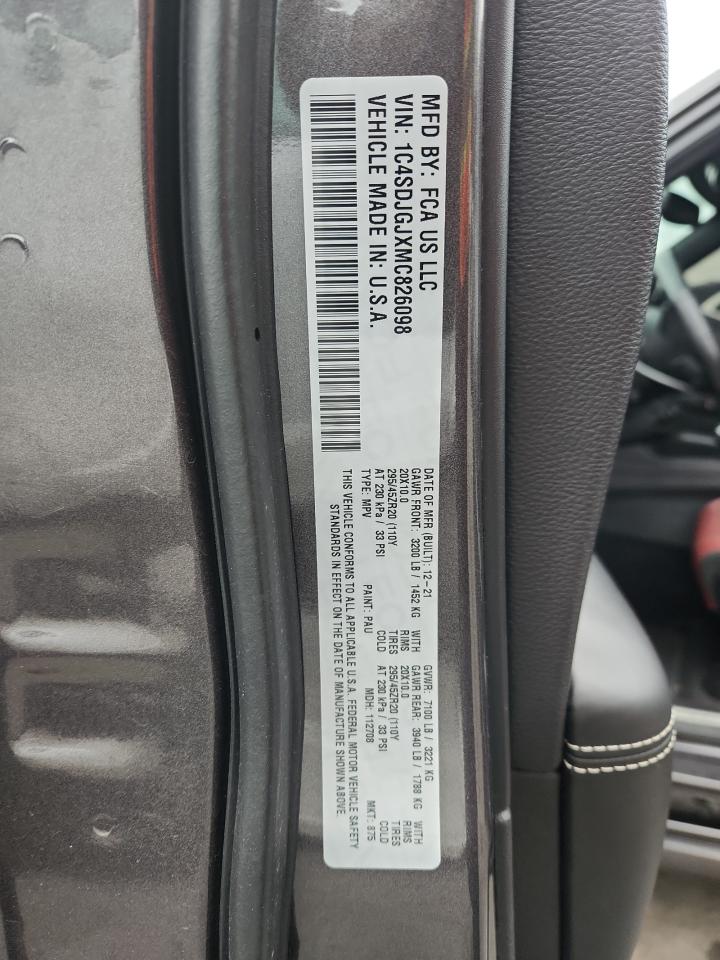 MFD BY: FCA US LLC
VIN: 1C4SDJGJXMC826098
VEHICLE MADE IN: U.S.A.
DATE OF MFR (BUILT): 12-21 GVWR: 7100 LB / 3221 KG
GAWR FRONT: 3200 LB / 1452 KG WITH GAWR REAR: 3940 LB / 1788 KG WITH
20X10.0 RIMS 20X10.0 RIMS
295/45ZR20 (110Y TIRES 295/45ZR20 (110Y TIRES
AT 230 kPa / 33 PSI COLD AT 230 kPa / 33 PSI COLD
TYPE: MPV PAINT: PAU MDH: 112708 MKT: 875
THIS VEHICLE CONFORMS TO ALL APPLICABLE U.S.A. FEDERAL MOTOR VEHICLE SAFETY
STANDARDS IN EFFECT ON THE DATE OF MANUFACTURE SHOWN ABOVE.